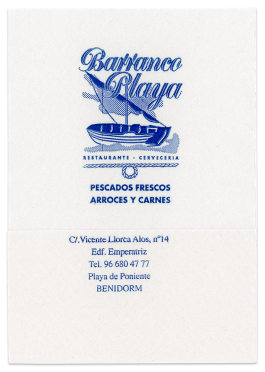 Barranco
Playa
RESTAURANTE - CERVECERIA
PESCADOS FRESCOS
ARROCES Y CARNES
C/.Vicente Llorca Alos, nº14
Edf. Emperatriz
Tel. 96 680 47 77
Playa de Poniente
BENIDORM